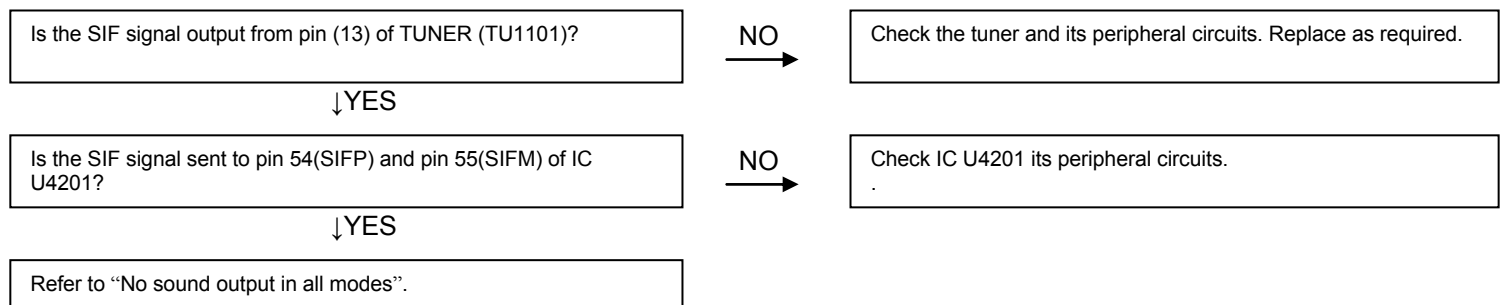 Is the SIF signal output from pin (13) of TUNER (TU1101)?
NO
Check the tuner and its peripheral circuits. Replace as required.
↓YES
Is the SIF signal sent to pin 54(SIFP) and pin 55(SIFM) of IC
U4201?
NO
Check IC U4201 its peripheral circuits.
.
↓YES
Refer to “No sound output in all modes”.